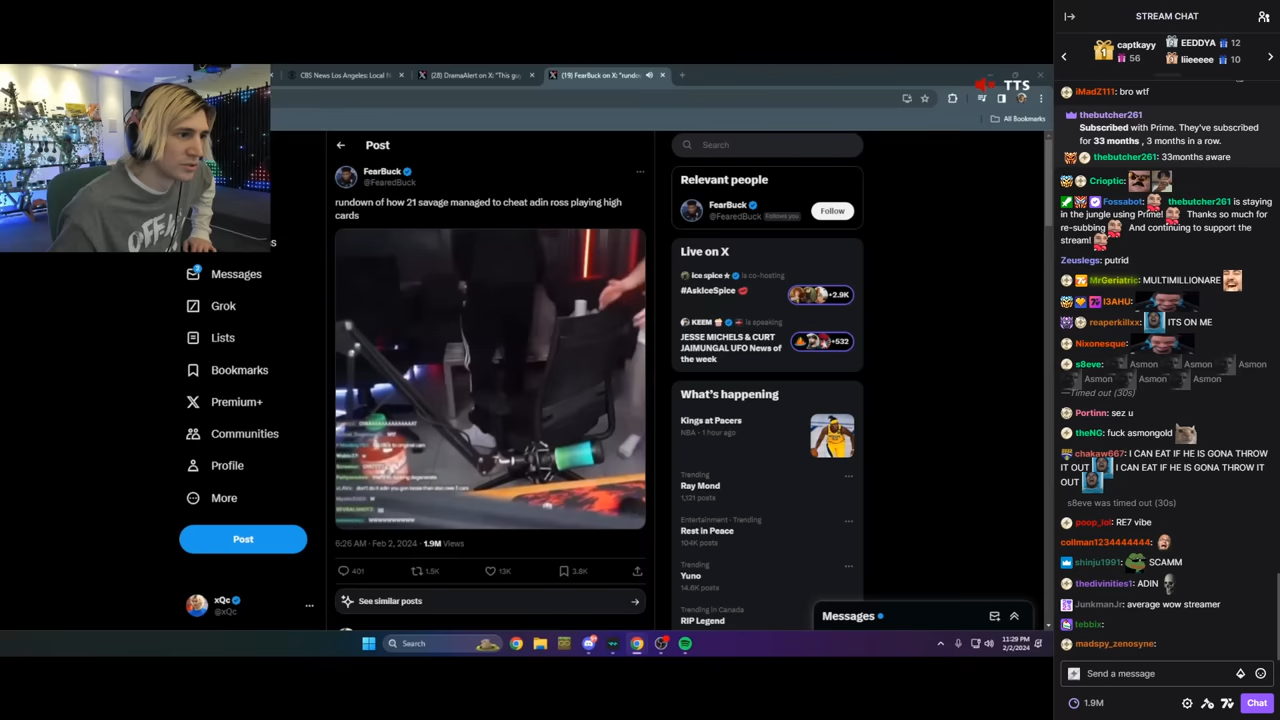 CBS News Los Angeles: Local
(28) DramaAlert on X: "This guy
(19) FearBuck on X: "rundo
TTS
All Bookmarks
Messages
Grok
Lists
Bookmarks
Premium+
Communities
Profile
More
Post
xQc
@xQc
Post
FearBuck
@FearedBuck
rundown of how 21 savage managed to cheat adin ross playing high
cards
6:26 AM · Feb 2, 2024 · 1.9M Views
401
1.5K
13K
3.8K
See similar posts
Search
Relevant people
FearBuck
@FearedBuck Follows you
Follow
Live on X
Ice spice is co-hosting
#AskIceSpice
+2.9K
KEEM is speaking
JESSE MICHELS & CURT
JAIMUNGAL UFO News of
the week
+532
What's happening
Kings at Pacers
NBA · 1 hour ago
Trending
Ray Mond
1,121 posts
Entertainment · Trending
Rest in Peace
104K posts
Trending
Yuno
14.6K posts
Trending in Canada
RIP Legend
Messages
Search
11:29 PM
2/2/2024
STREAM CHAT
1
captkayy
56
EEDDYA 12
liieeeee 10
iMadZ111: bro wtf
thebutcher261
Subscribed with Prime. They've subscribed
for 33 months , 3 months in a row.
thebutcher261: 33months aware
Crioptic:
Fossabot: thebutcher261 is staying
in the jungle using Prime! Thanks so much for
re-subbing And continuing to support the
stream!
Zeuslegs: putrid
MrGeriatric: MULTIMILLIONARE
I3AHU:
reaperkillxx: ITS ON ME
Nixonesque:
s8eve: Asmon Asmon Asmon
Asmon Asmon Asmon
—Timed out (30s)
Portinn: sez u
theNG: fuck asmongold
chakaw667: I CAN EAT IF HE IS GONA THROW
IT OUT I CAN EAT IF HE IS GONA THROW IT
OUT
s8eve was timed out (30s)
poop_lol: RE7 vibe
collman1234444444:
shinju1991: SCAMM
thedivinities1: ADIN
JunkmanJr: average wow streamer
tebbix:
madspy_zenosyne:
Send a message
1.9M
Chat